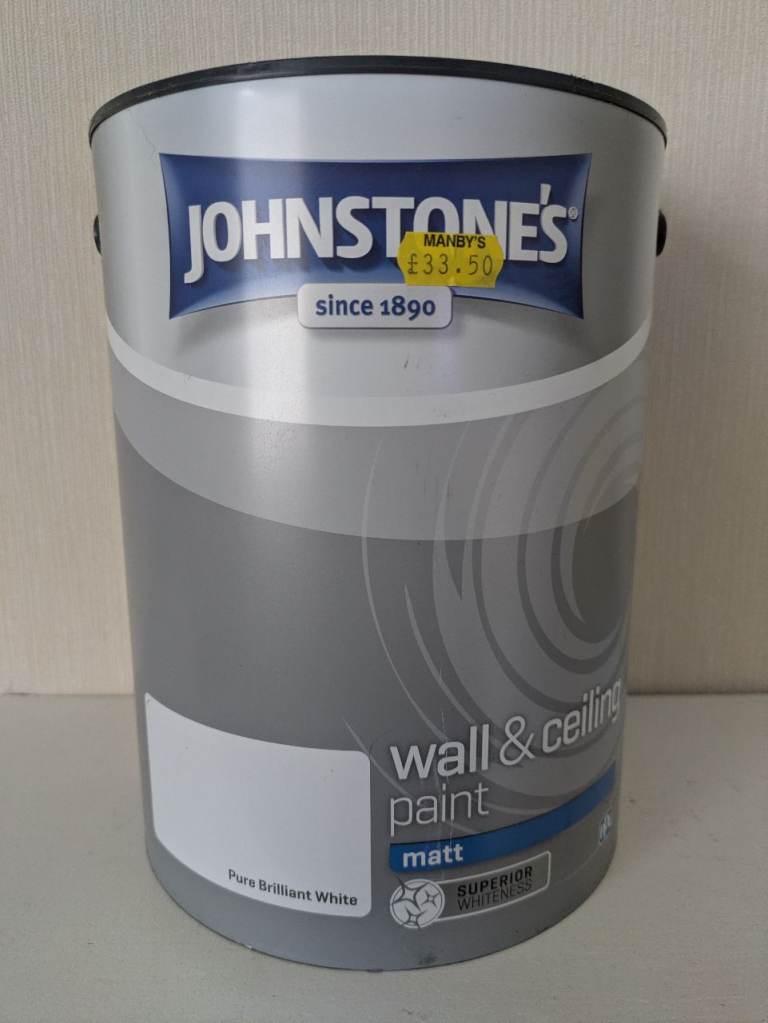 JOHNSTONE'S®
MANBY'S
£33.50
since 1890
wall & ceiling
paint
matt
Pure Brilliant White
SUPERIOR
WHITENESS